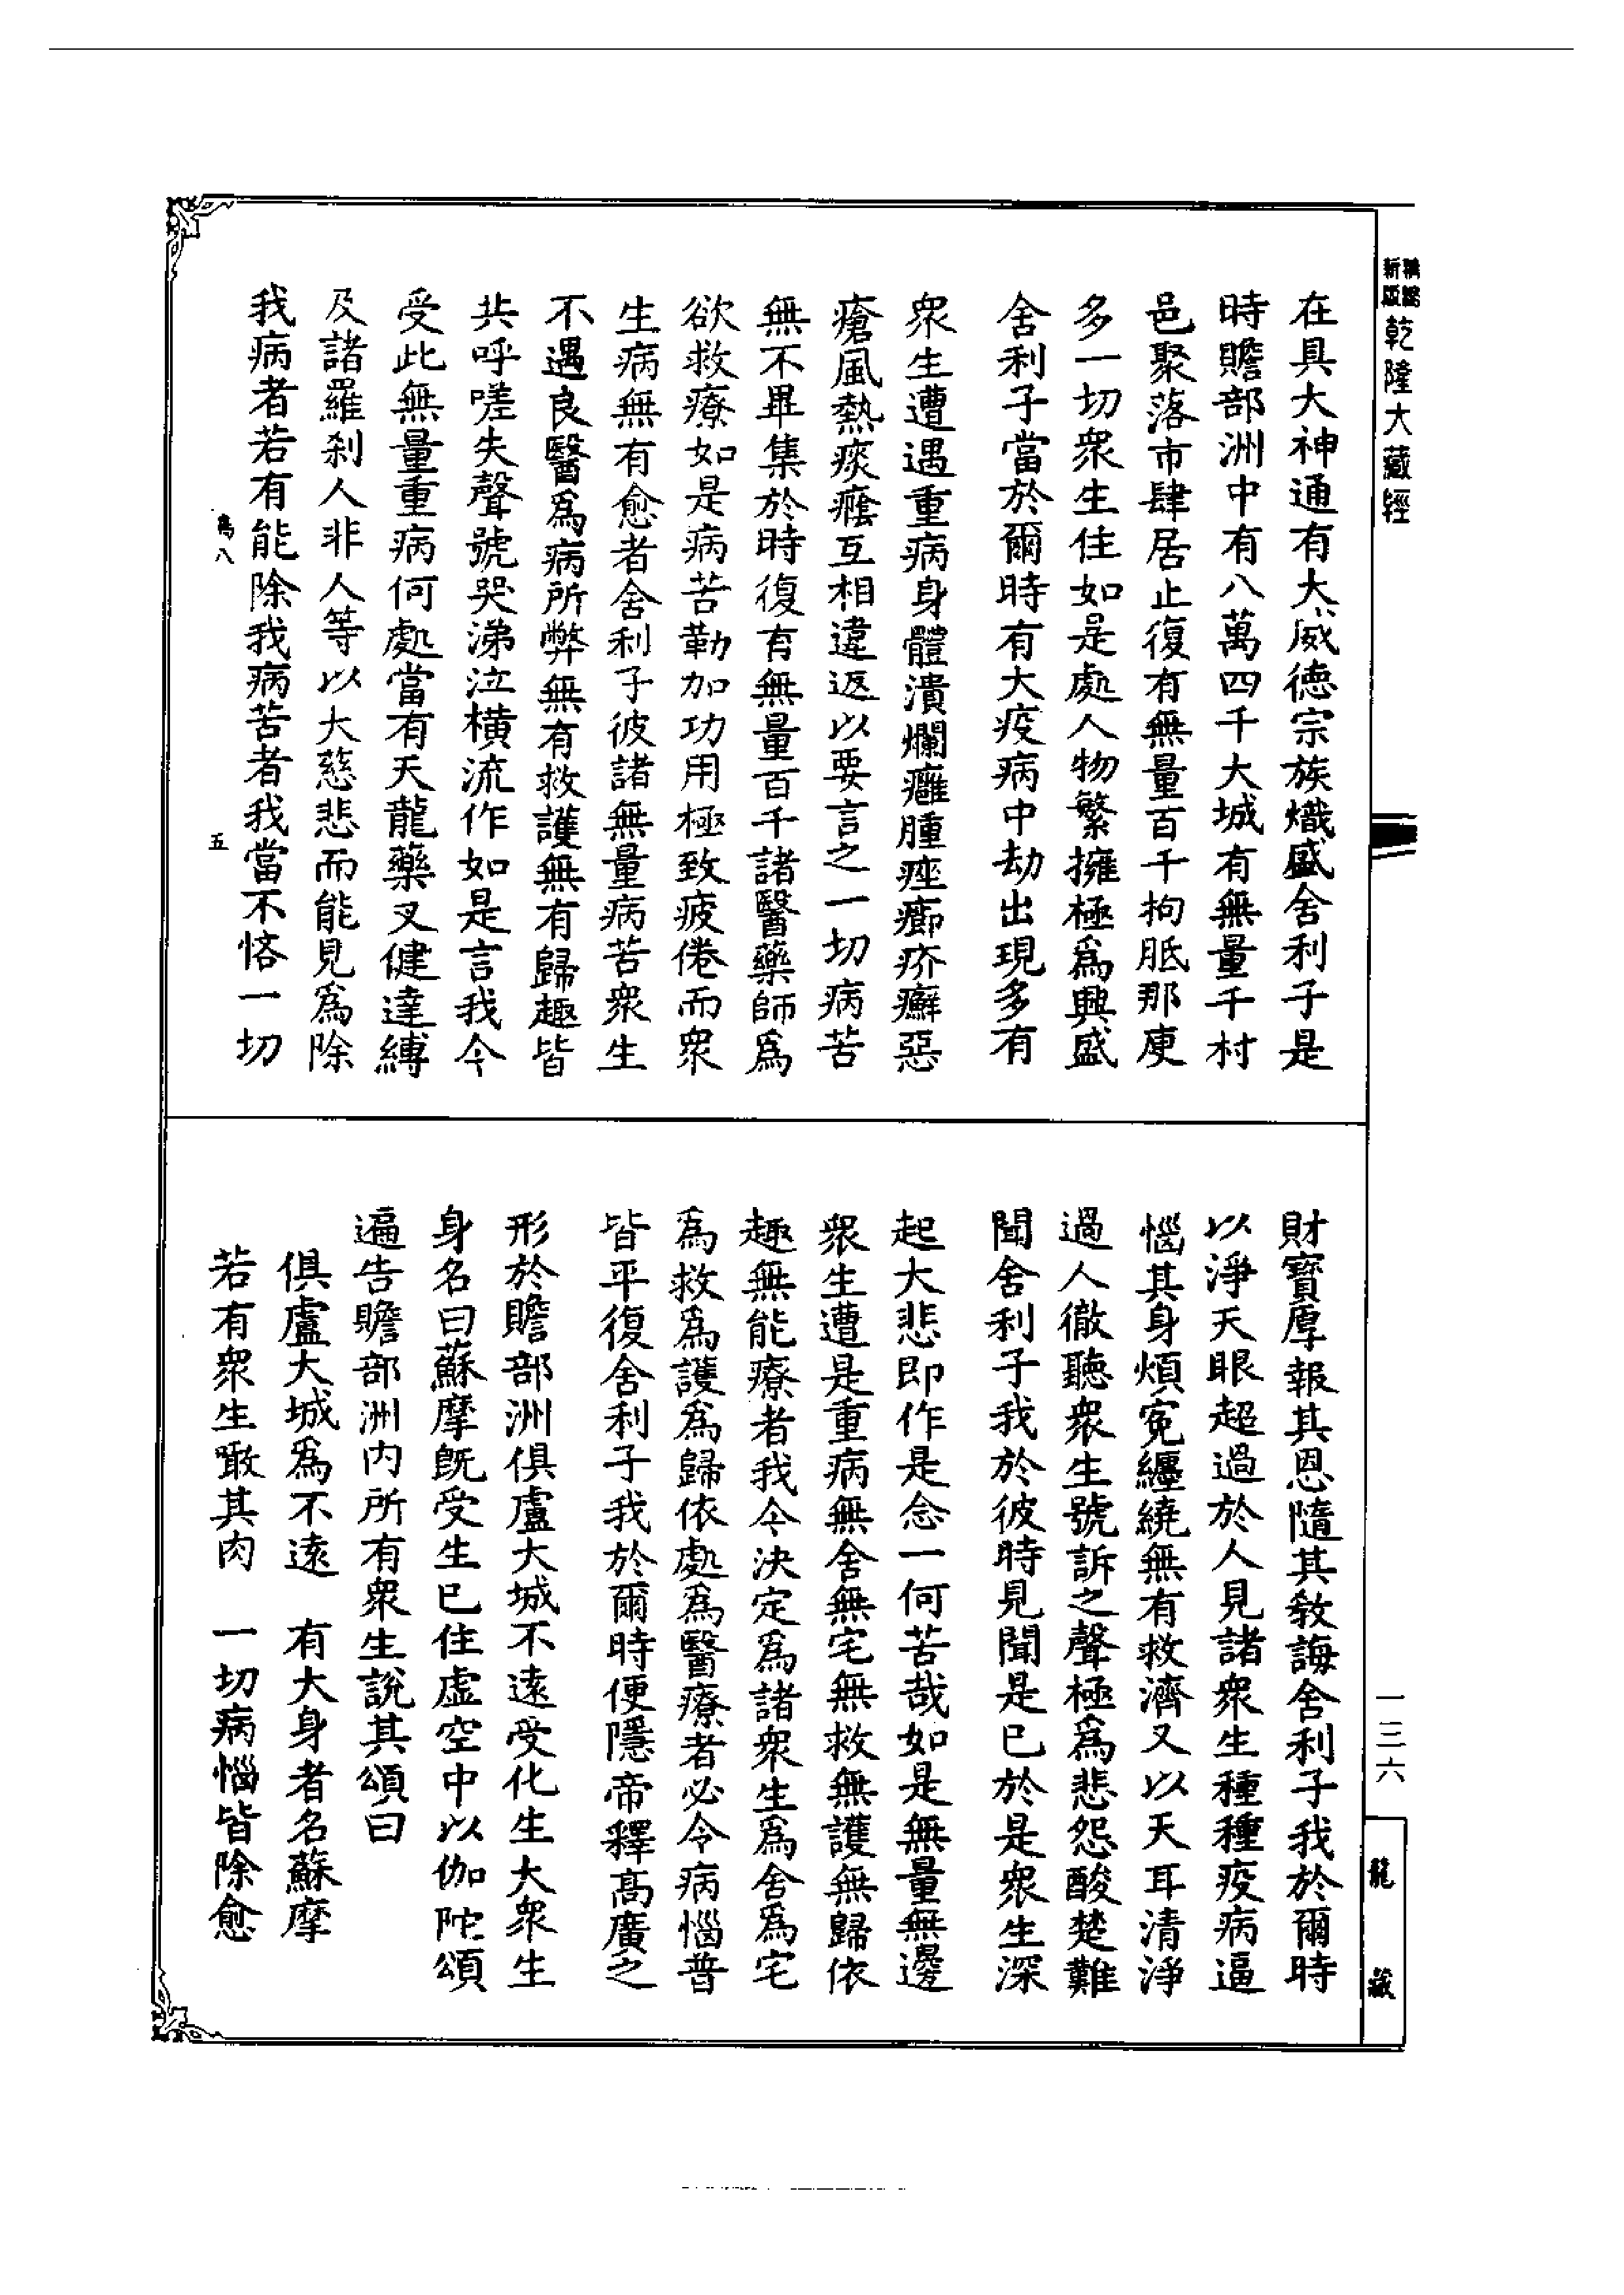 新版
乾隆大藏經
在具大神通有大威德宗族熾盛舍利子是
時贍部洲中有八萬四千大城有無量千村
邑聚落市肆居止復有無量百千拘胝那庾
多一切衆生住如是處人物繁擁極爲興盛
舍利子當於爾時有大疫病中劫出現多有
衆生遭遇重病身體潰爛癰腫痤癤疥癬惡
瘡風熱痰癊互相違返以要言之一切病苦
無不畢集於時復有無量百千諸醫藥師爲
欲救療如是病苦勤加功用極致疲倦而衆
生病無有愈者舍利子彼諸無量病苦衆生
不遇良醫爲病所弊無有救護無有歸趣皆
共呼嗟失聲號哭涕泣橫流作如是言我今
受此無量重病何處當有天龍藥叉健達縛
及諸羅刹人非人等以大慈悲而能見爲除
我病者若有能除我病苦者我當不悋一切
八
五
財寶厚報其恩隨其教誨舍利子我於爾時
以淨天眼超過於人見諸衆生種種疫病逼
惱其身煩寃纒繞無有救濟又以天耳清淨
過人徹聽衆生號訴之聲極爲悲怨酸楚難
聞舍利子我於彼時見聞是已於是衆生深
起大悲即作是念一何苦哉如是無量無邊
衆生遭是重病無舍無宅無救無護無歸依
趣無能療者我今決定爲諸衆生爲舍爲宅
爲救爲護爲歸依處爲醫療者必令病惱普
皆平復舍利子我於爾時便隱帝釋高廣之
形於贍部洲俱盧大城不遠受化生大衆生
身名曰蘇摩既受生已住虛空中以伽陀頌
遍告贍部洲内所有衆生說其頌曰
俱盧大城爲不遠　有大身者名蘇摩
若有衆生噉其肉　一切病惱皆除愈
一三六
龍藏